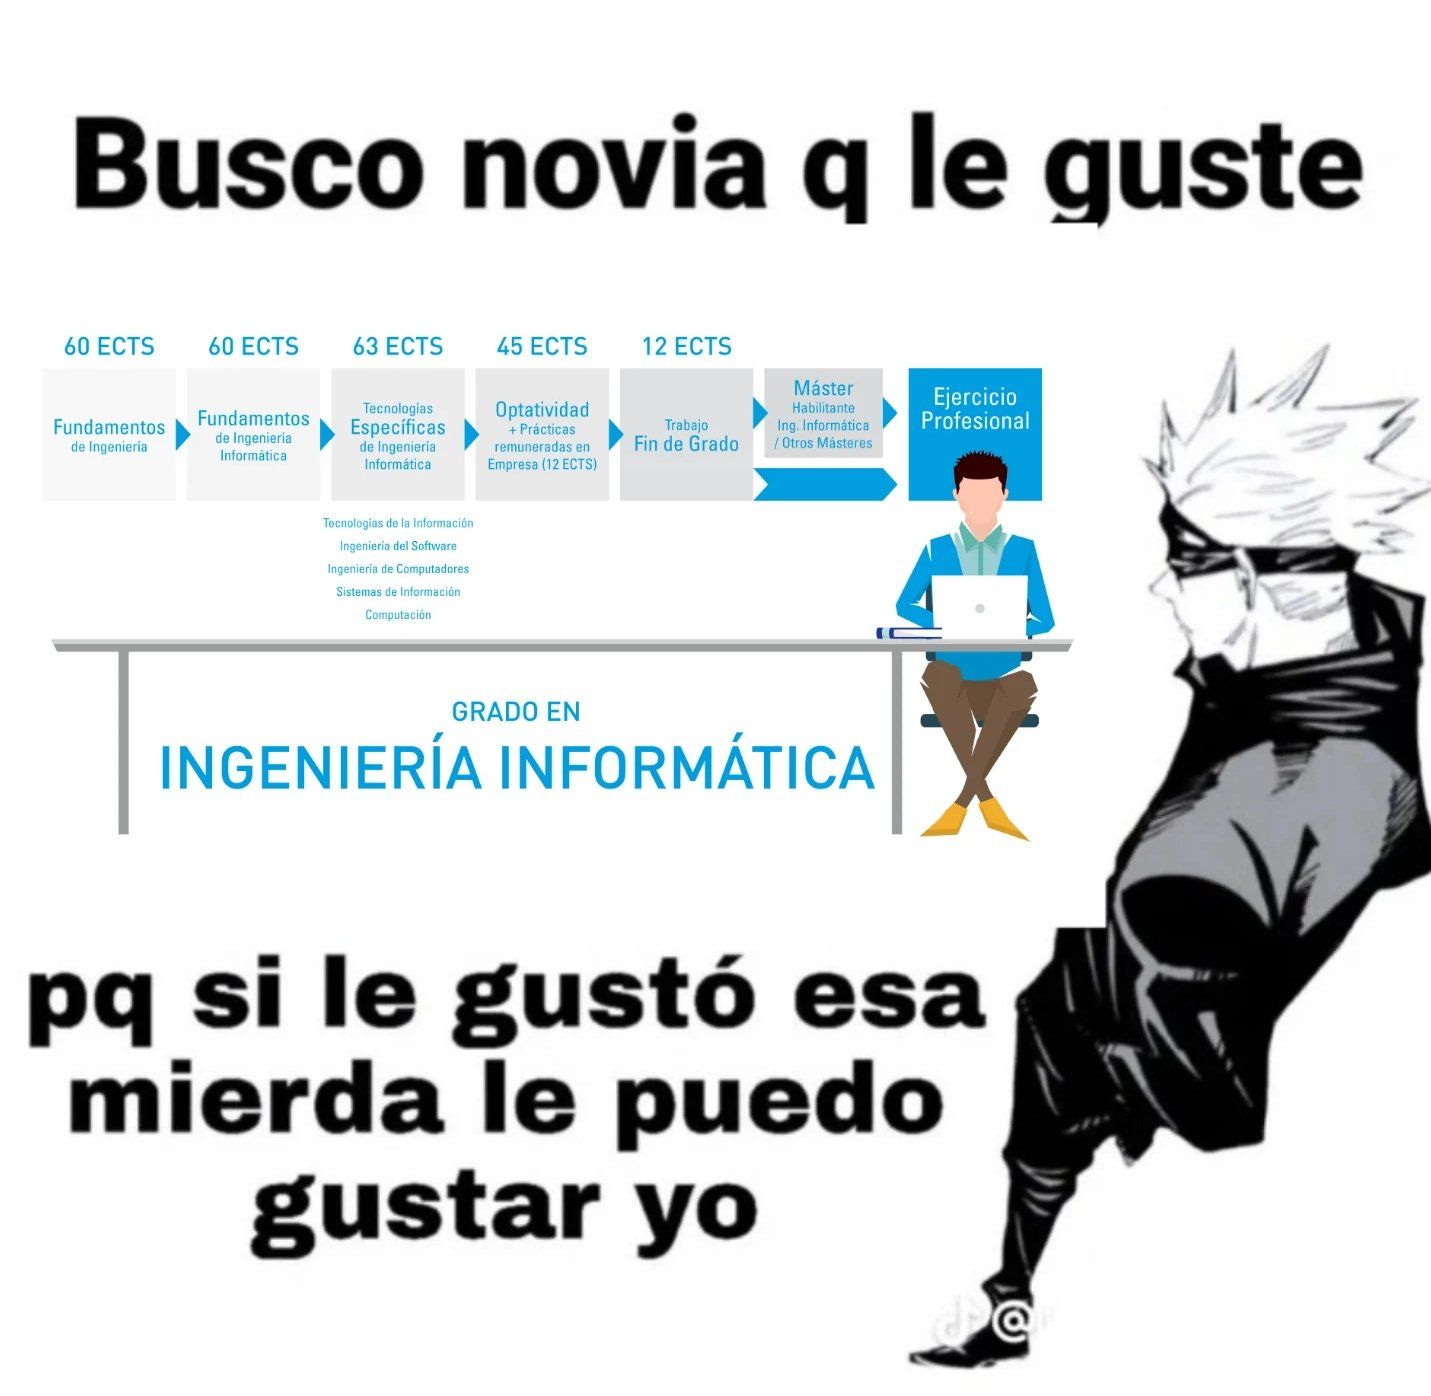 Busco novia q le guste
60 ECTS
Fundamentos
de Ingeniería
60 ECTS
Fundamentos
de Ingeniería
Informática
63 ECTS
Tecnologías
Específicas
de Ingeniería
Informática
45 ECTS
Optatividad
+ Prácticas
remuneradas en
Empresa (12 ECTS)
12 ECTS
Trabajo
Fin de Grado
Máster
Habilitante
Ing. Informática
/ Otros Másteres
Ejercicio
Profesional
Tecnologías de la Información
Ingeniería del Software
Ingeniería de Computadores
Sistemas de Información
Computación
GRADO EN
INGENIERÍA INFORMÁTICA
pq si le gustó esa
mierda le puedo
gustar yo
@